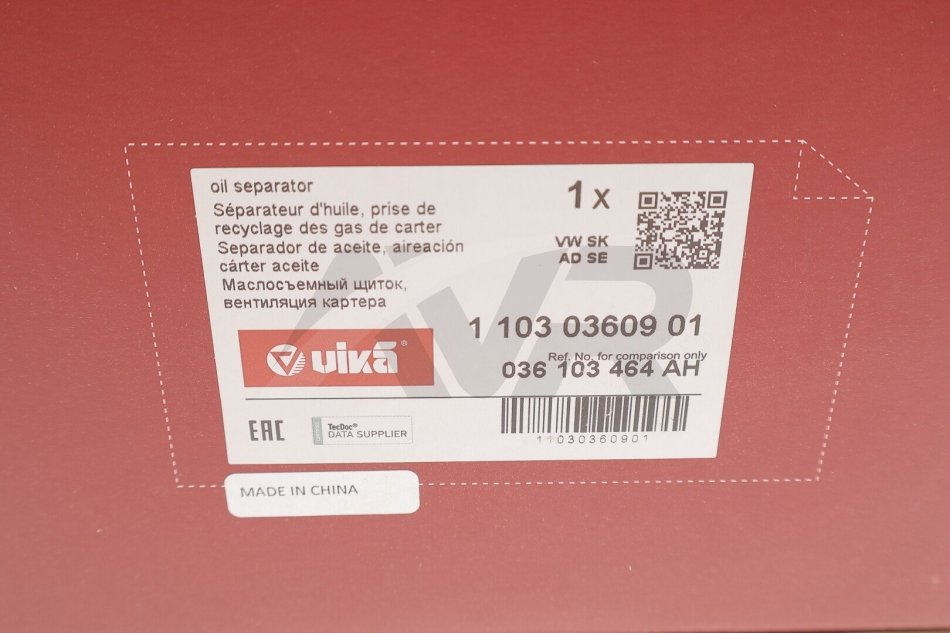 oil separator
Séparateur d'huile, prise de
recyclage des gas de carter
Separador de aceite, aireación
cárter aceite
Маслосъемный щиток,
вентиляция картера
1 x
VW SK
AD SE
1 103 03609 01
Ref. No. for comparison only
036 103 464 AH
vika®
EAC
TecDoc®
DATA SUPPLIER
11030360901
MADE IN CHINA